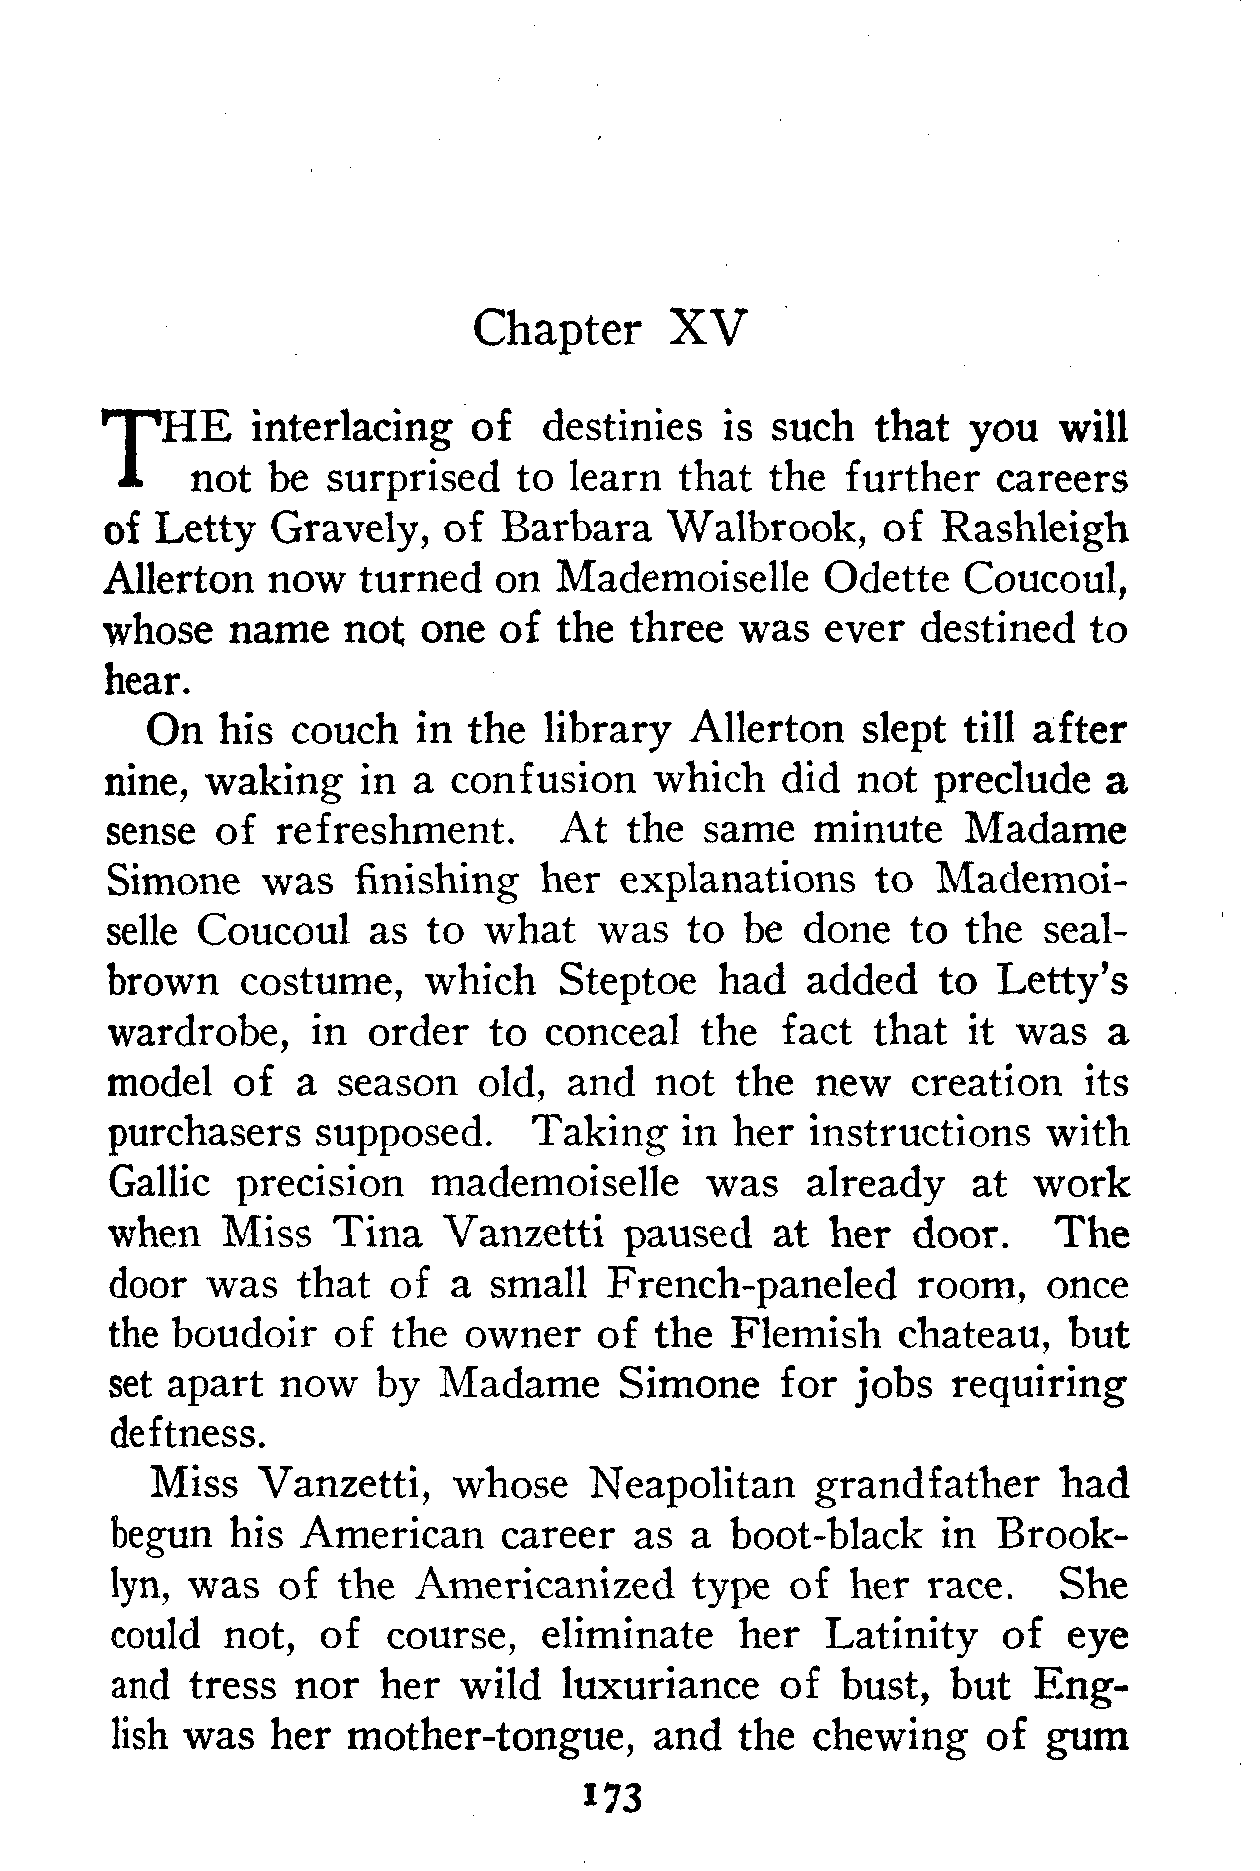 Chapter XV
THE interlacing of destinies is such that you will
not be surprised to learn that the further careers
of Letty Gravely, of Barbara Walbrook, of Rashleigh
Allerton now turned on Mademoiselle Odette Coucoul,
whose name not one of the three was ever destined to
hear.
On his couch in the library Allerton slept till after
nine, waking in a confusion which did not preclude a
sense of refreshment. At the same minute Madame
Simone was finishing her explanations to Mademoi-
selle Coucoul as to what was to be done to the seal-
brown costume, which Steptoe had added to Letty's
wardrobe, in order to conceal the fact that it was a
model of a season old, and not the new creation its
purchasers supposed. Taking in her instructions with
Gallic precision mademoiselle was already at work
when Miss Tina Vanzetti paused at her door. The
door was that of a small French-paneled room, once
the boudoir of the owner of the Flemish chateau, but
set apart now by Madame Simone for jobs requiring
deftness.
Miss Vanzetti, whose Neapolitan grandfather had
begun his American career as a boot-black in Brook-
lyn, was of the Americanized type of her race. She
could not, of course, eliminate her Latinity of eye
and tress nor her wild luxuriance of bust, but Eng-
lish was her mother-tongue, and the chewing of gum
173